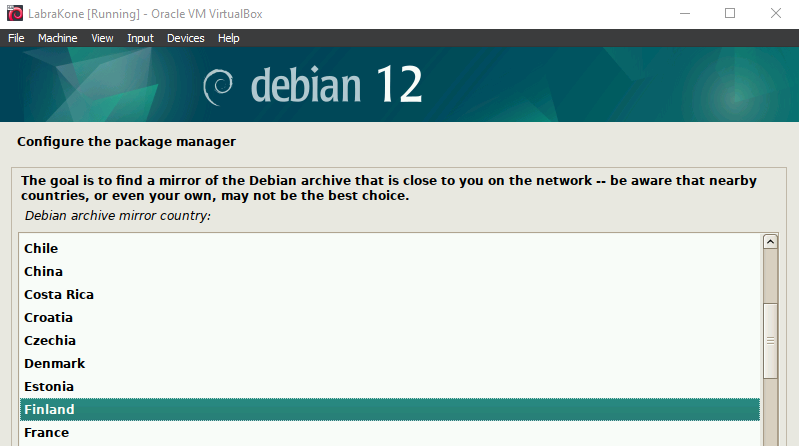 LabraKone [Running] - Oracle VM VirtualBox
File Machine View Input Devices Help
debian 12
Configure the package manager
The goal is to find a mirror of the Debian archive that is close to you on the network -- be aware that nearby
countries, or even your own, may not be the best choice.
Debian archive mirror country:
Chile
China
Costa Rica
Croatia
Czechia
Denmark
Estonia
Finland
France